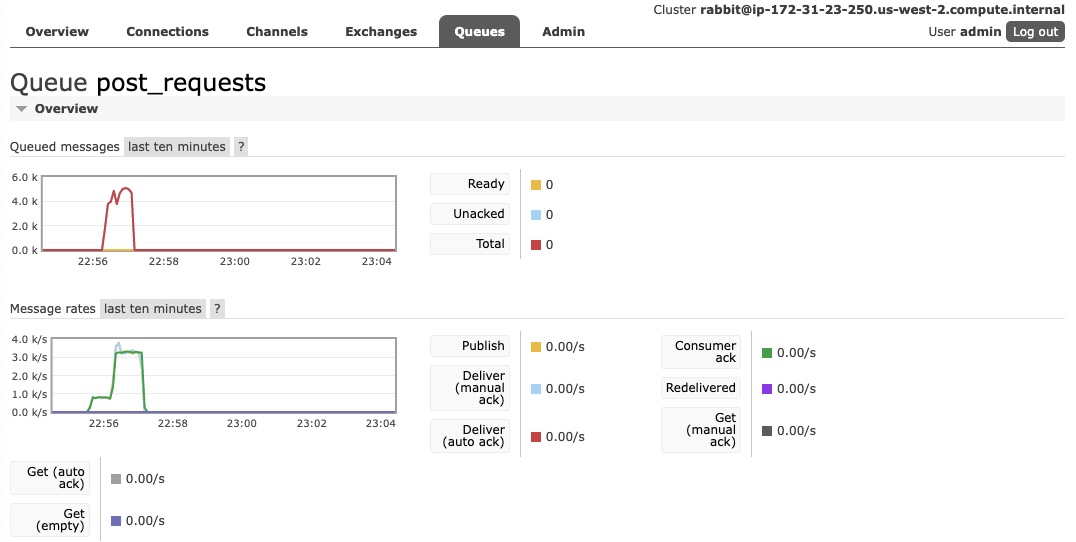 Cluster rabbit@ip-172-31-23-250.us-west-2.compute.internal
Overview Connections Channels Exchanges Queues Admin
User admin Log out
Queue post_requests
Overview
Queued messages last ten minutes ?
6.0 k
4.0 k
2.0 k
0.0 k
22:56 22:58 23:00 23:02 23:04
Ready 0
Unacked 0
Total 0
Message rates last ten minutes ?
4.0 k/s
3.0 k/s
2.0 k/s
1.0 k/s
0.0 k/s
22:56 22:58 23:00 23:02 23:04
Publish 0.00/s
Deliver
(manual
ack)
0.00/s
Deliver
(auto ack)
0.00/s
Consumer
ack
0.00/s
Redelivered 0.00/s
Get
(manual
ack)
0.00/s
Get (auto
ack)
0.00/s
Get
(empty)
0.00/s